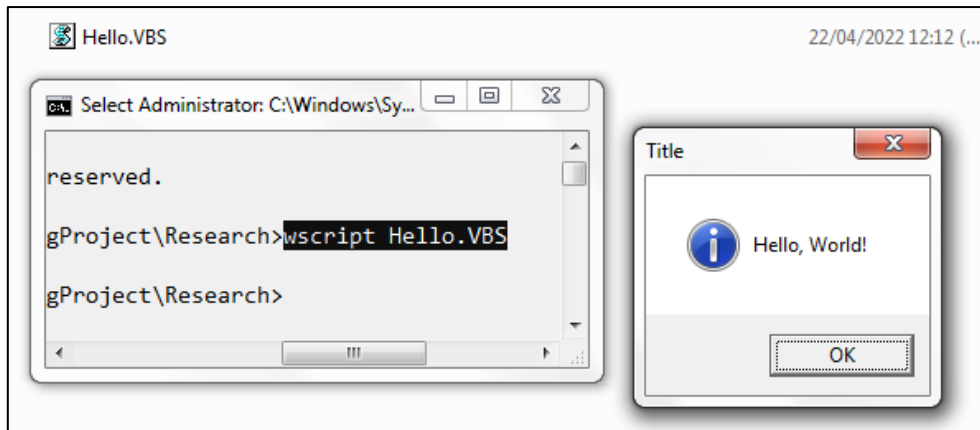 Hello.VBS 22/04/2022 12:12 (...
Select Administrator: C:\Windows\Sy...
reserved.
gProject\Research>wscript Hello.VBS
gProject\Research>
Title
Hello, World!
OK